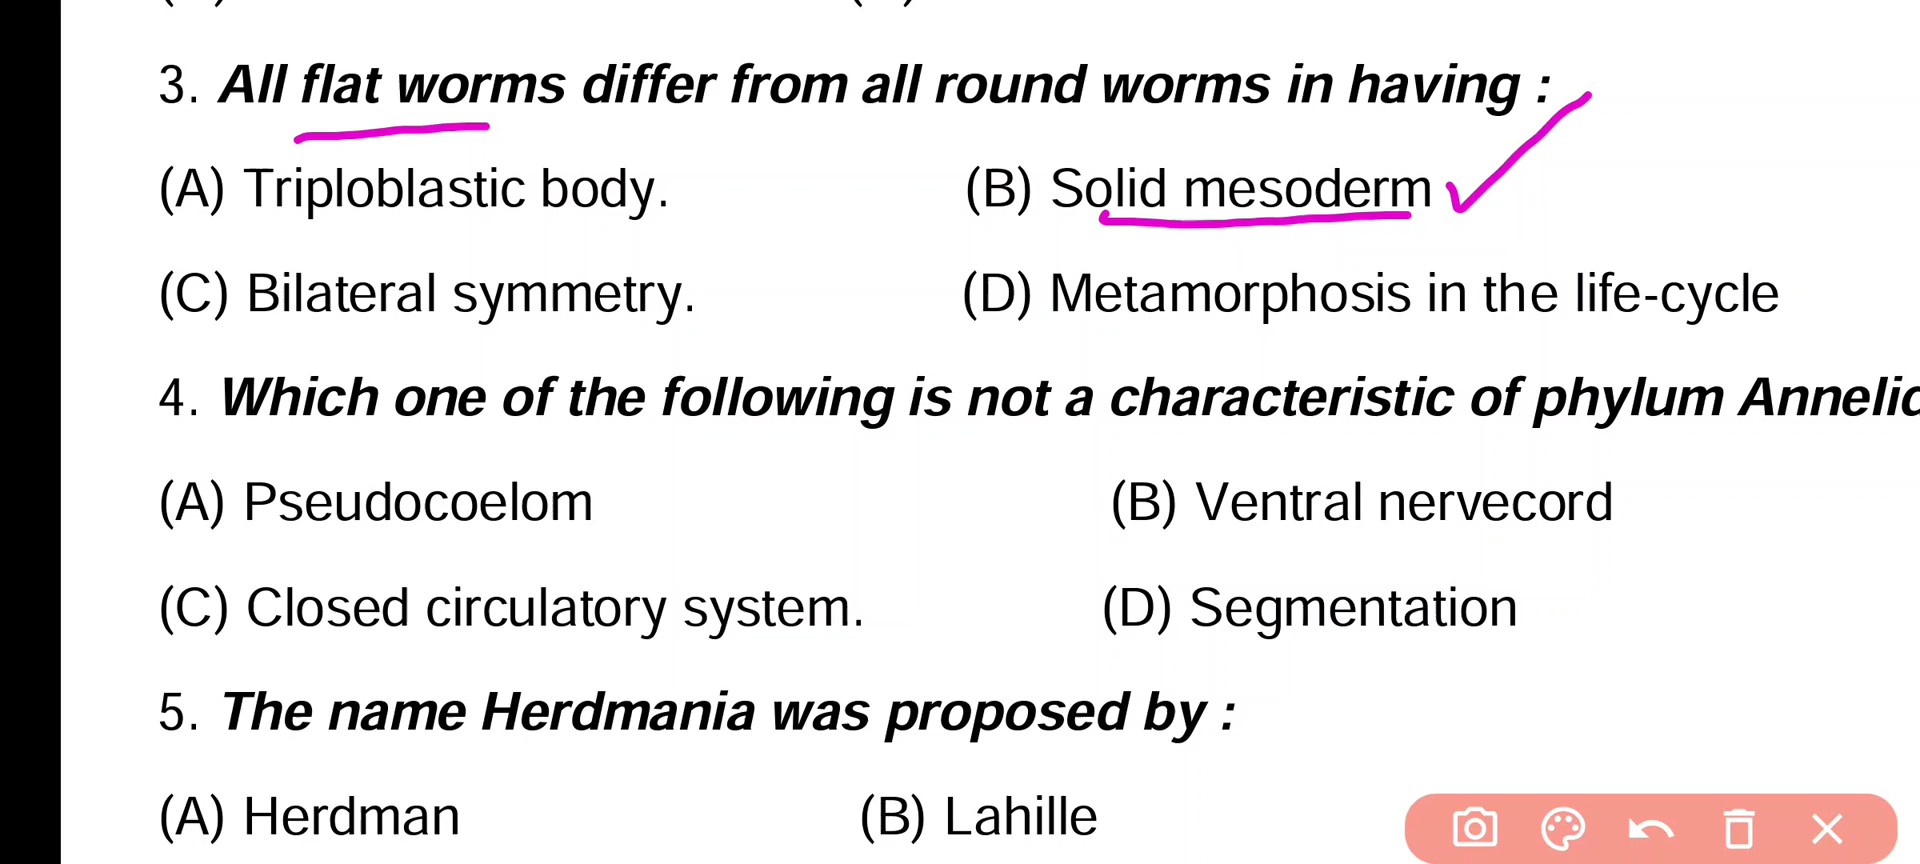 3. All flat worms differ from all round worms in having :
(A) Triploblastic body. (B) Solid mesoderm
(C) Bilateral symmetry. (D) Metamorphosis in the life-cycle
4. Which one of the following is not a characteristic of phylum Annelid
(A) Pseudocoelom (B) Ventral nervecord
(C) Closed circulatory system. (D) Segmentation
5. The name Herdmania was proposed by :
(A) Herdman (B) Lahille